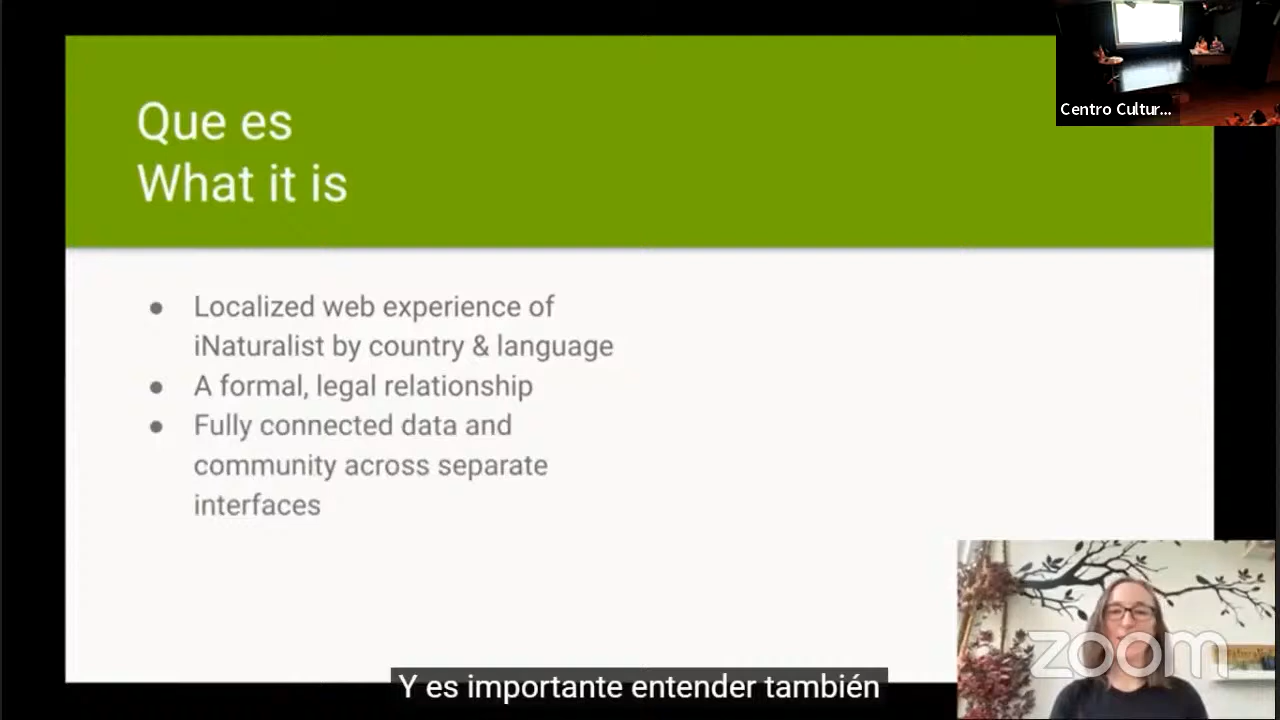 Centro Cultur...
Que es
What it is
● Localized web experience of
iNaturalist by country & language
● A formal, legal relationship
● Fully connected data and
community across separate
interfaces
zoom
Y es importante entender también